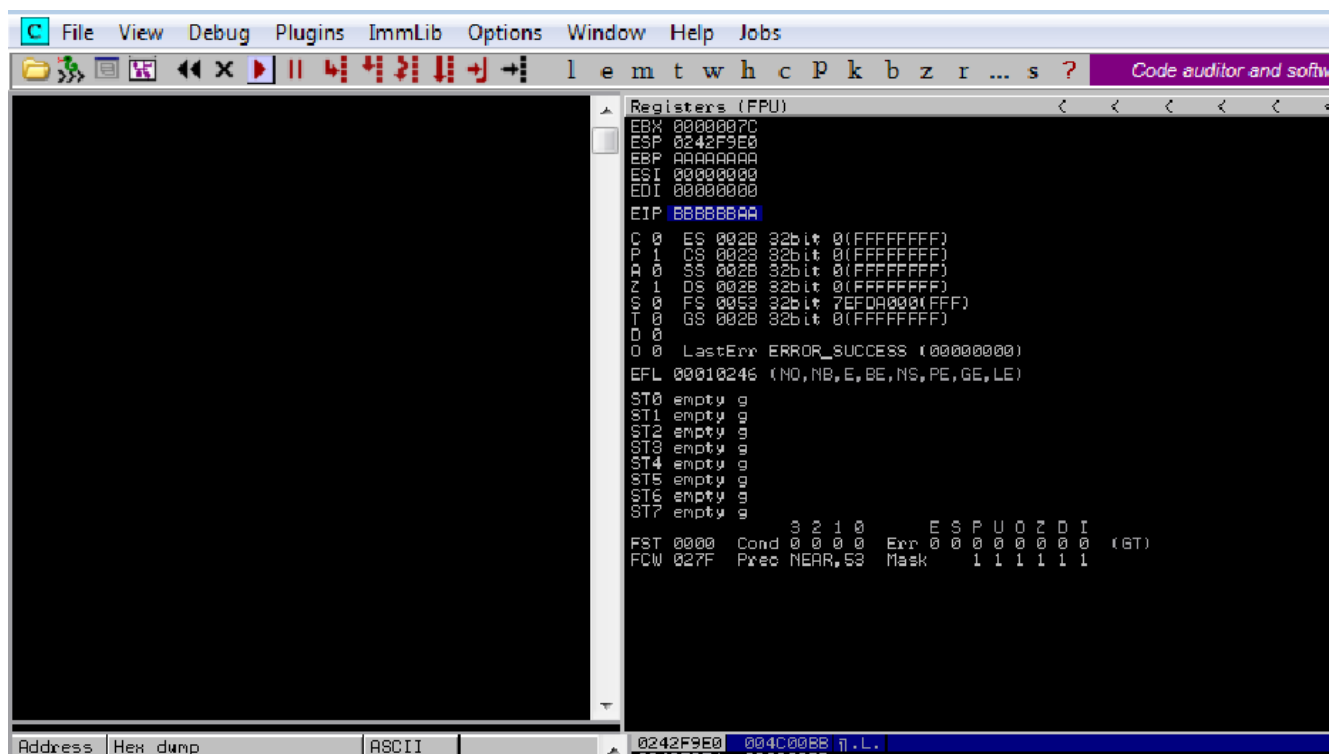 C File View Debug Plugins ImmLib Options Window Help Jobs
l e m t w h c P k b z r ... s ? Code auditor and softw
Registers (FPU) < < < < <
EBX 0000007C
ESP 0242F9E0
EBP AAAAAAAA
ESI 00000000
EDI 00000000
EIP BBBBBBAA
C 0 ES 002B 32bit 0(FFFFFFFF)
P 1 CS 0023 32bit 0(FFFFFFFF)
A 0 SS 002B 32bit 0(FFFFFFFF)
Z 1 DS 002B 32bit 0(FFFFFFFF)
S 0 FS 0053 32bit 7EFDA000(FFF)
T 0 GS 002B 32bit 0(FFFFFFFF)
D 0
O 0 LastErr ERROR_SUCCESS (00000000)
EFL 00010246 (NO,NB,E,BE,NS,PE,GE,LE)
ST0 empty g
ST1 empty g
ST2 empty g
ST3 empty g
ST4 empty g
ST5 empty g
ST6 empty g
ST7 empty g
3 2 1 0 E S P U O Z D I
FST 0000 Cond 0 0 0 0 Err 0 0 0 0 0 0 0 0 (GT)
FCW 027F Prec NEAR,53 Mask 1 1 1 1 1 1
Address Hex dump ASCII 0242F9E0 004C00BB ╗.L.